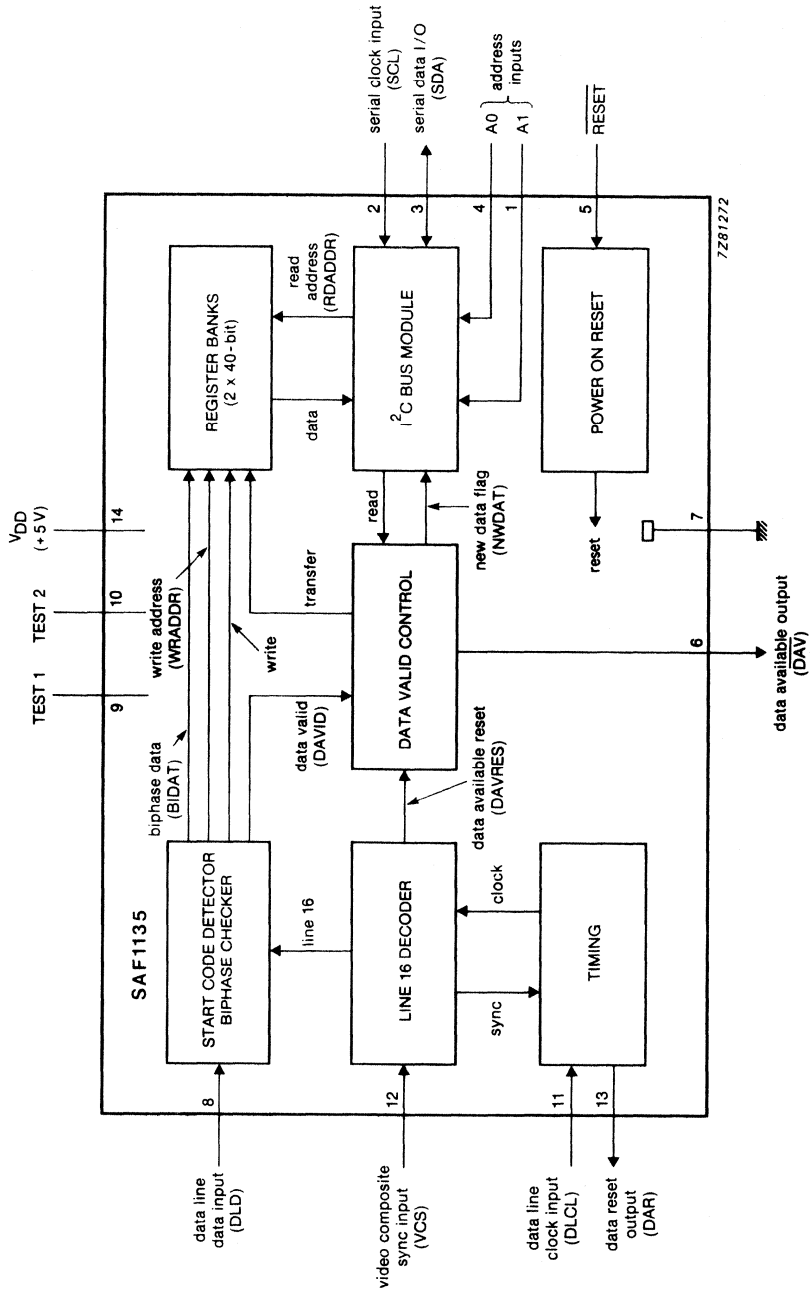 SAF1135
TEST 1
9
TEST 2
10
VDD
(+ 5 V)
14
data line
data input
(DLD)
8
START CODE DETECTOR
BIPHASE CHECKER
biphase data
(BIDAT)
write address
(WRADDR)
write
REGISTER BANKS
(2 x 40-bit)
line 16
data valid
(DAVID)
transfer
data
read
address
(RDADDR)
video composite
sync input
(VCS)
12
LINE 16 DECODER
data available reset
(DAVRES)
DATA VALID CONTROL
read
new data flag
(NWDAT)
I2C BUS MODULE
2
serial clock input
(SCL)
3
serial data I/O
(SDA)
4
A0
1
A1
address
inputs
sync
clock
data line
clock input
(DLCL)
11
data reset
output
(DAR)
13
TIMING
6
data available output
(DAV)
reset
7
POWER ON RESET
5
RESET
7Z81272